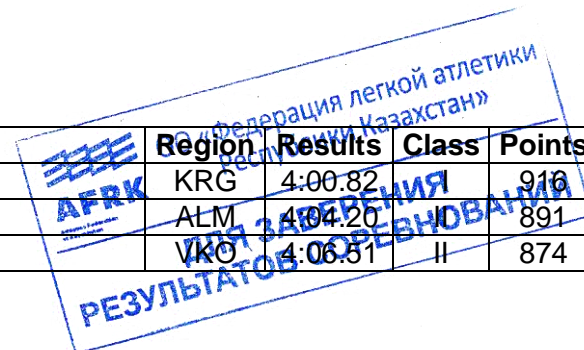 ОО «Федерация легкой атлетики
Республики Казахстан»
AFRK
ДЛЯ ЗАВЕРЕНИЯ
РЕЗУЛЬТАТОВ СОРЕВНОВАНИЙ
Region Results Class Points
KRG 4:00.82 I 916
ALM 4:04.20 II 891
VKO 4:06.51 II 874